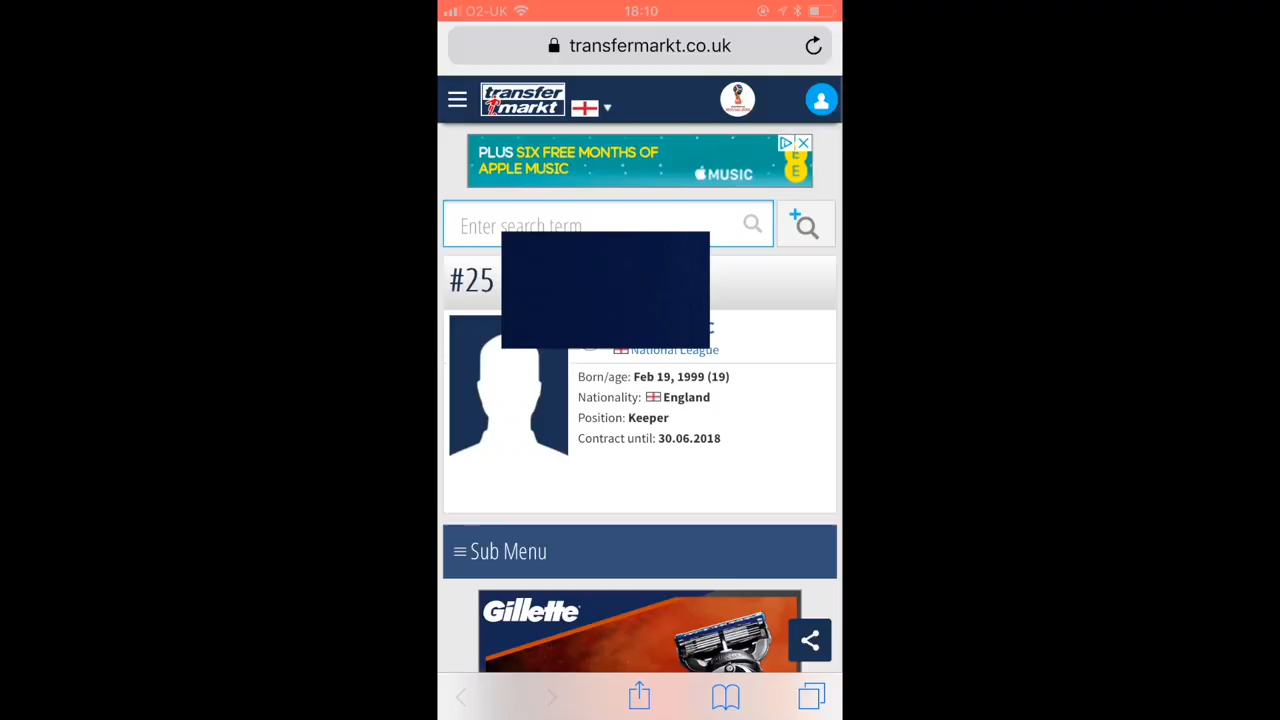 O2-UK 18:10
transfermarkt.co.uk
transfer
markt
PLUS SIX FREE MONTHS OF
APPLE MUSIC
MUSIC
EE
Enter search term
#25
National League
Born/age: Feb 19, 1999 (19)
Nationality: England
Position: Keeper
Contract until: 30.06.2018
Sub Menu
Gillette